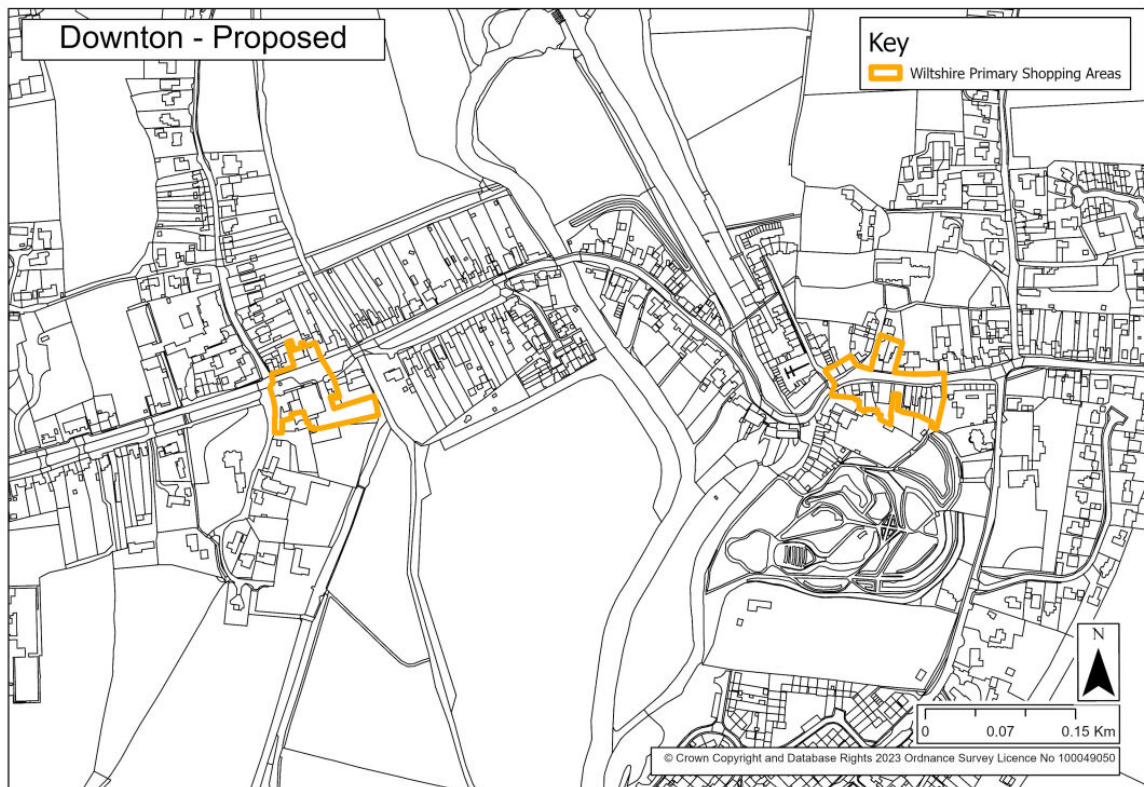 Downton - Proposed
Key
Wiltshire Primary Shopping Areas
N
0 0.07 0.15 Km
© Crown Copyright and Database Rights 2023 Ordnance Survey Licence No 100049050